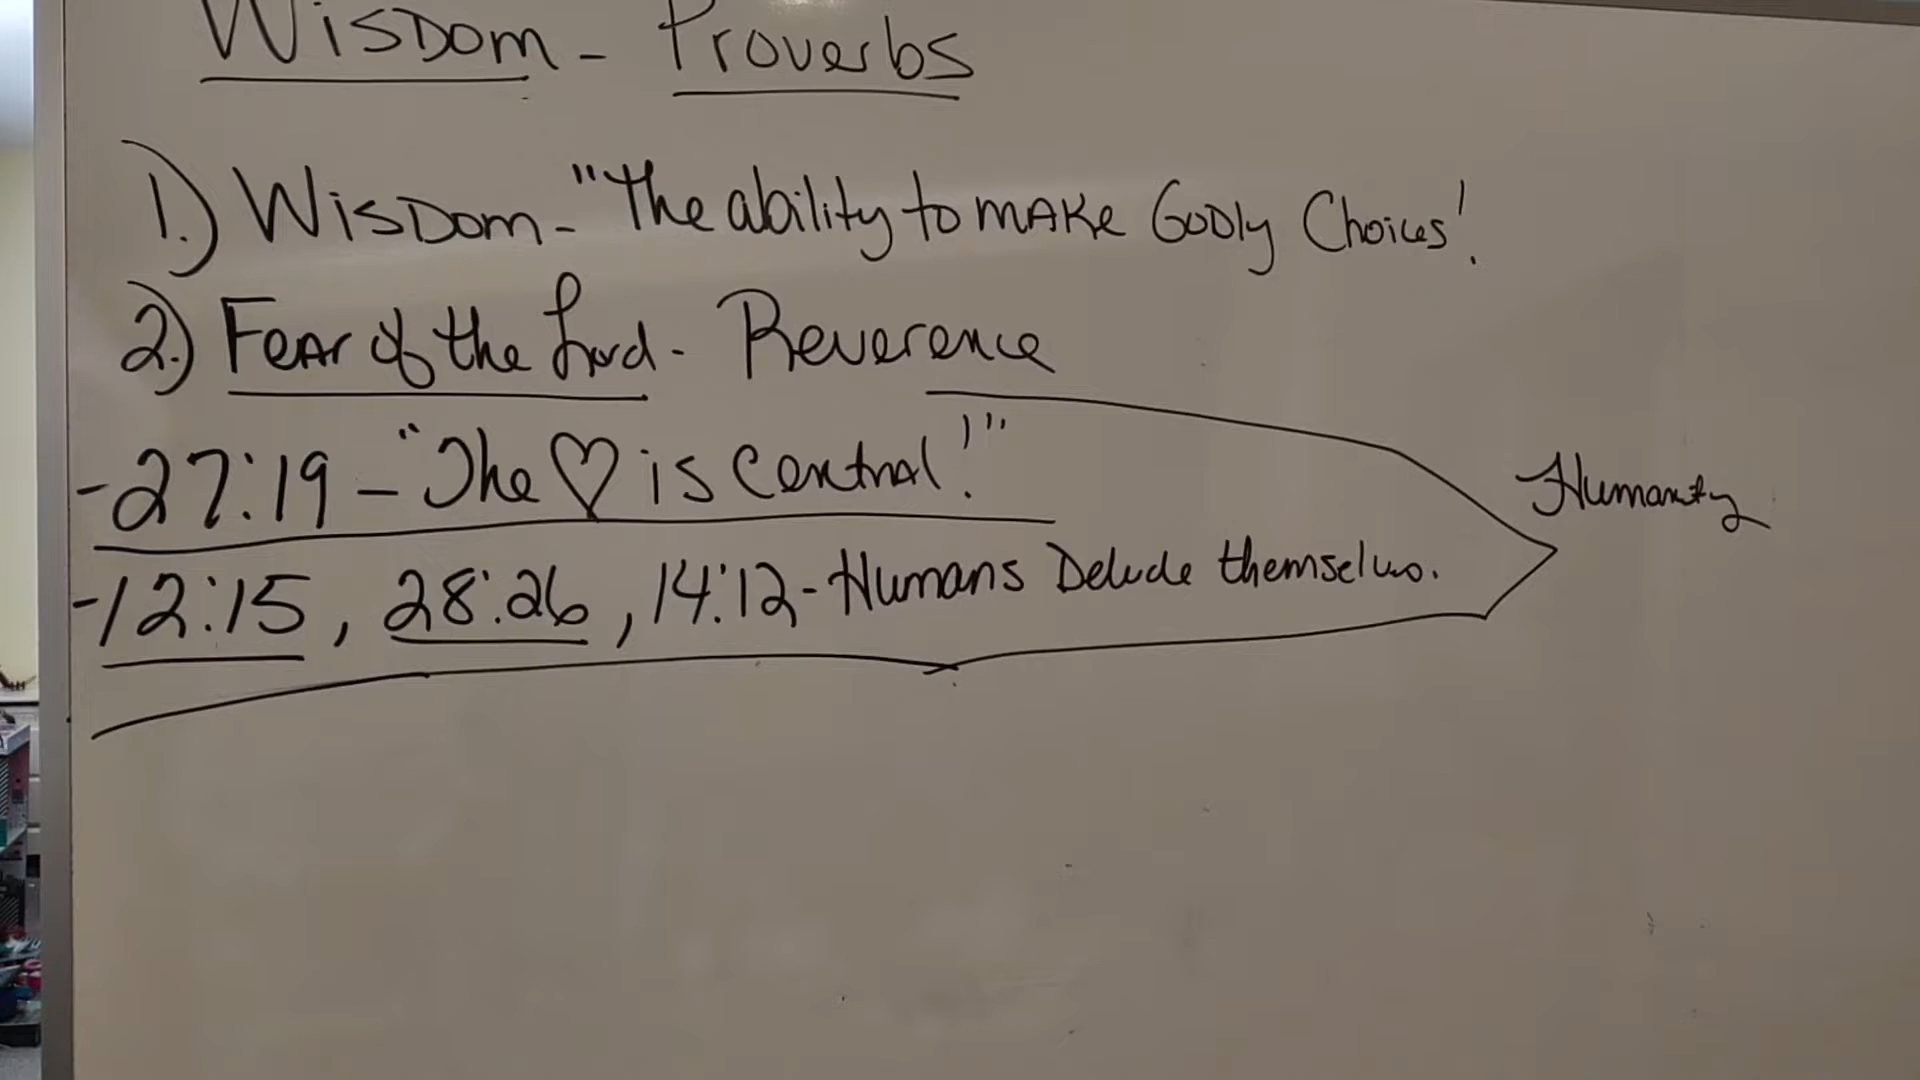 Wisdom - Proverbs
1.) Wisdom - "The ability to make Godly Choices!
2.) Fear of the Lord - Reverence
-27:19 - "The ♡ is Central!"
Humanity
-12:15, 28:26, 14:12 - Humans Delude themselves.